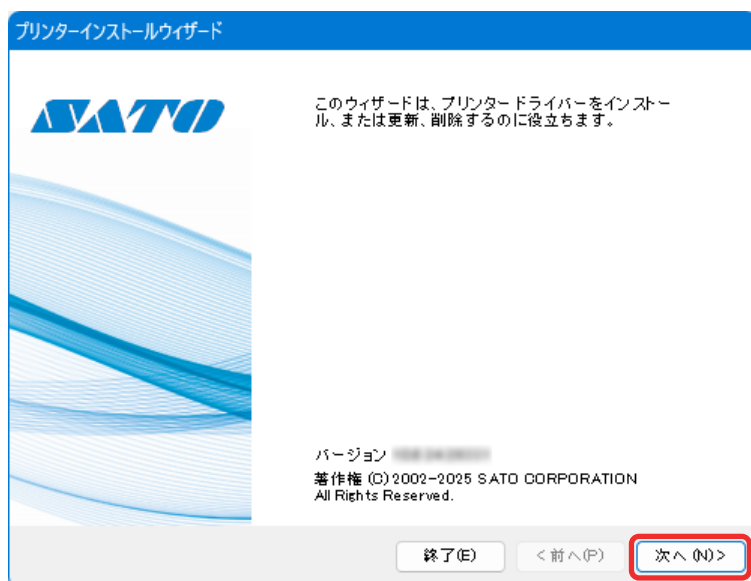 プリンターインストールウィザード
SATO
このウィザードは、プリンタードライバーをインストー
ル、または更新、削除するのに役立ちます。
バージョン
著作権 (C)2002-2025 SATO CORPORATION
All Rights Reserved.
終了(E) <前へ(P) 次へ(N)>